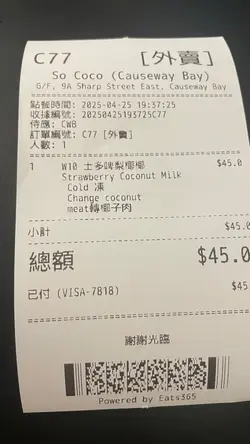 C77 [外賣]
So Coco (Causeway Bay)
G/F, 9A Sharp Street East, Causeway Bay
點餐時間: 2025-04-25 19:37:25
收據編號: 20250425193725C77
侍應: CWB
訂單編號: C77 [外賣]
人數: 1
1 W10 士多啤梨椰椰 $45.0
Strawberry Coconut Milk
Cold 凍
Change coconut
meat轉椰子肉
小計 $45.0
總額 $45.0
已付 (VISA-7818) $45
謝謝光臨
Powered by Eats365